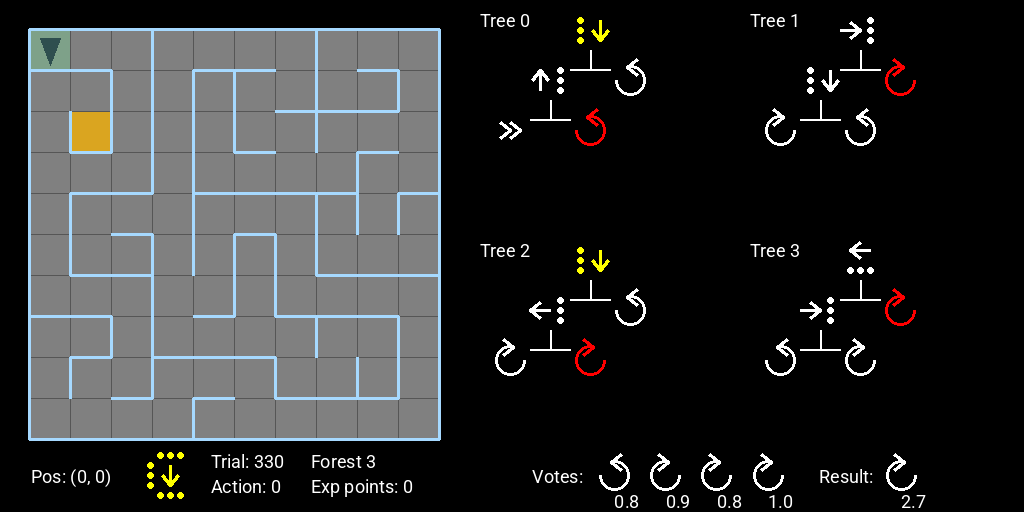 Tree 0
Tree 1
Tree 2
Tree 3
Pos: (0, 0)
Trial: 330
Forest 3
Action: 0
Exp points: 0
Votes:
0.8
0.9
0.8
1.0
Result:
2.7